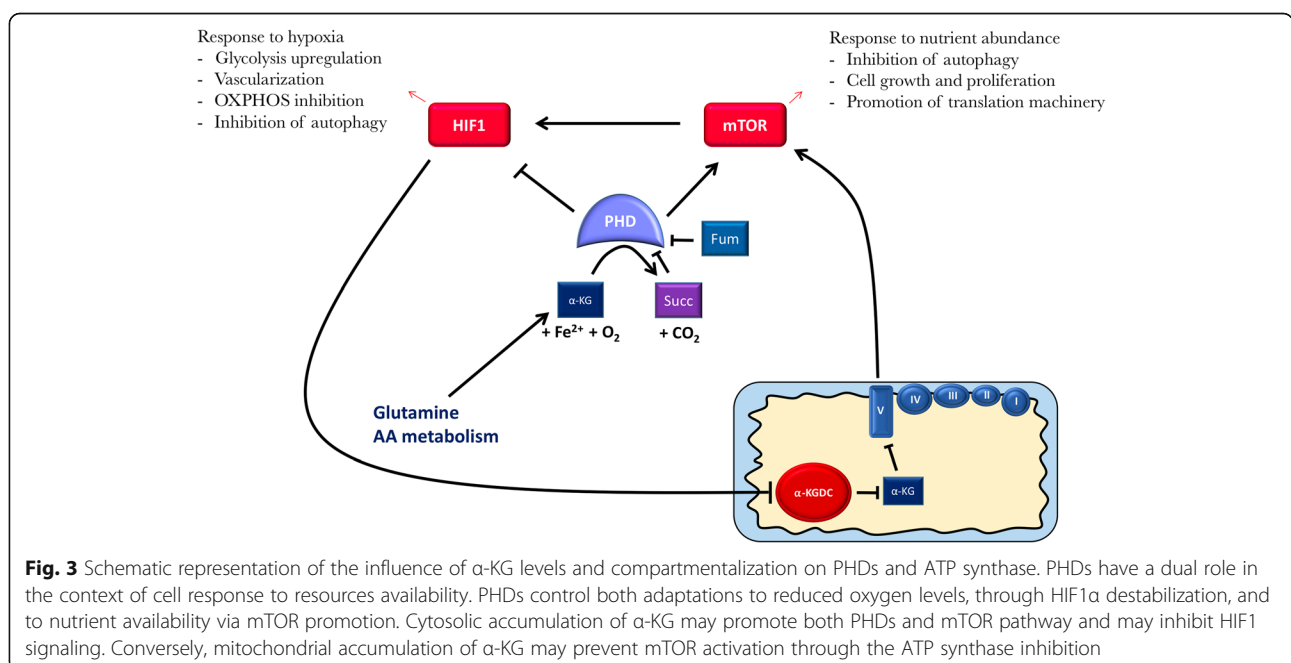 Response to hypoxia
- Glycolysis upregulation
- Vascularization
- OXPHOS inhibition
- Inhibition of autophagy
Response to nutrient abundance
- Inhibition of autophagy
- Cell growth and proliferation
- Promotion of translation machinery
HIF1
mTOR
PHD
Fum
α-KG
Succ
+ Fe²⁺ + O₂
+ CO₂
Glutamine
AA metabolism
V
IV
III
II
I
α-KGDC
α-KG
Fig. 3 Schematic representation of the influence of α-KG levels and compartmentalization on PHDs and ATP synthase. PHDs have a dual role in
the context of cell response to resources availability. PHDs control both adaptations to reduced oxygen levels, through HIF1α destabilization, and
to nutrient availability via mTOR promotion. Cytosolic accumulation of α-KG may promote both PHDs and mTOR pathway and may inhibit HIF1
signaling. Conversely, mitochondrial accumulation of α-KG may prevent mTOR activation through the ATP synthase inhibition